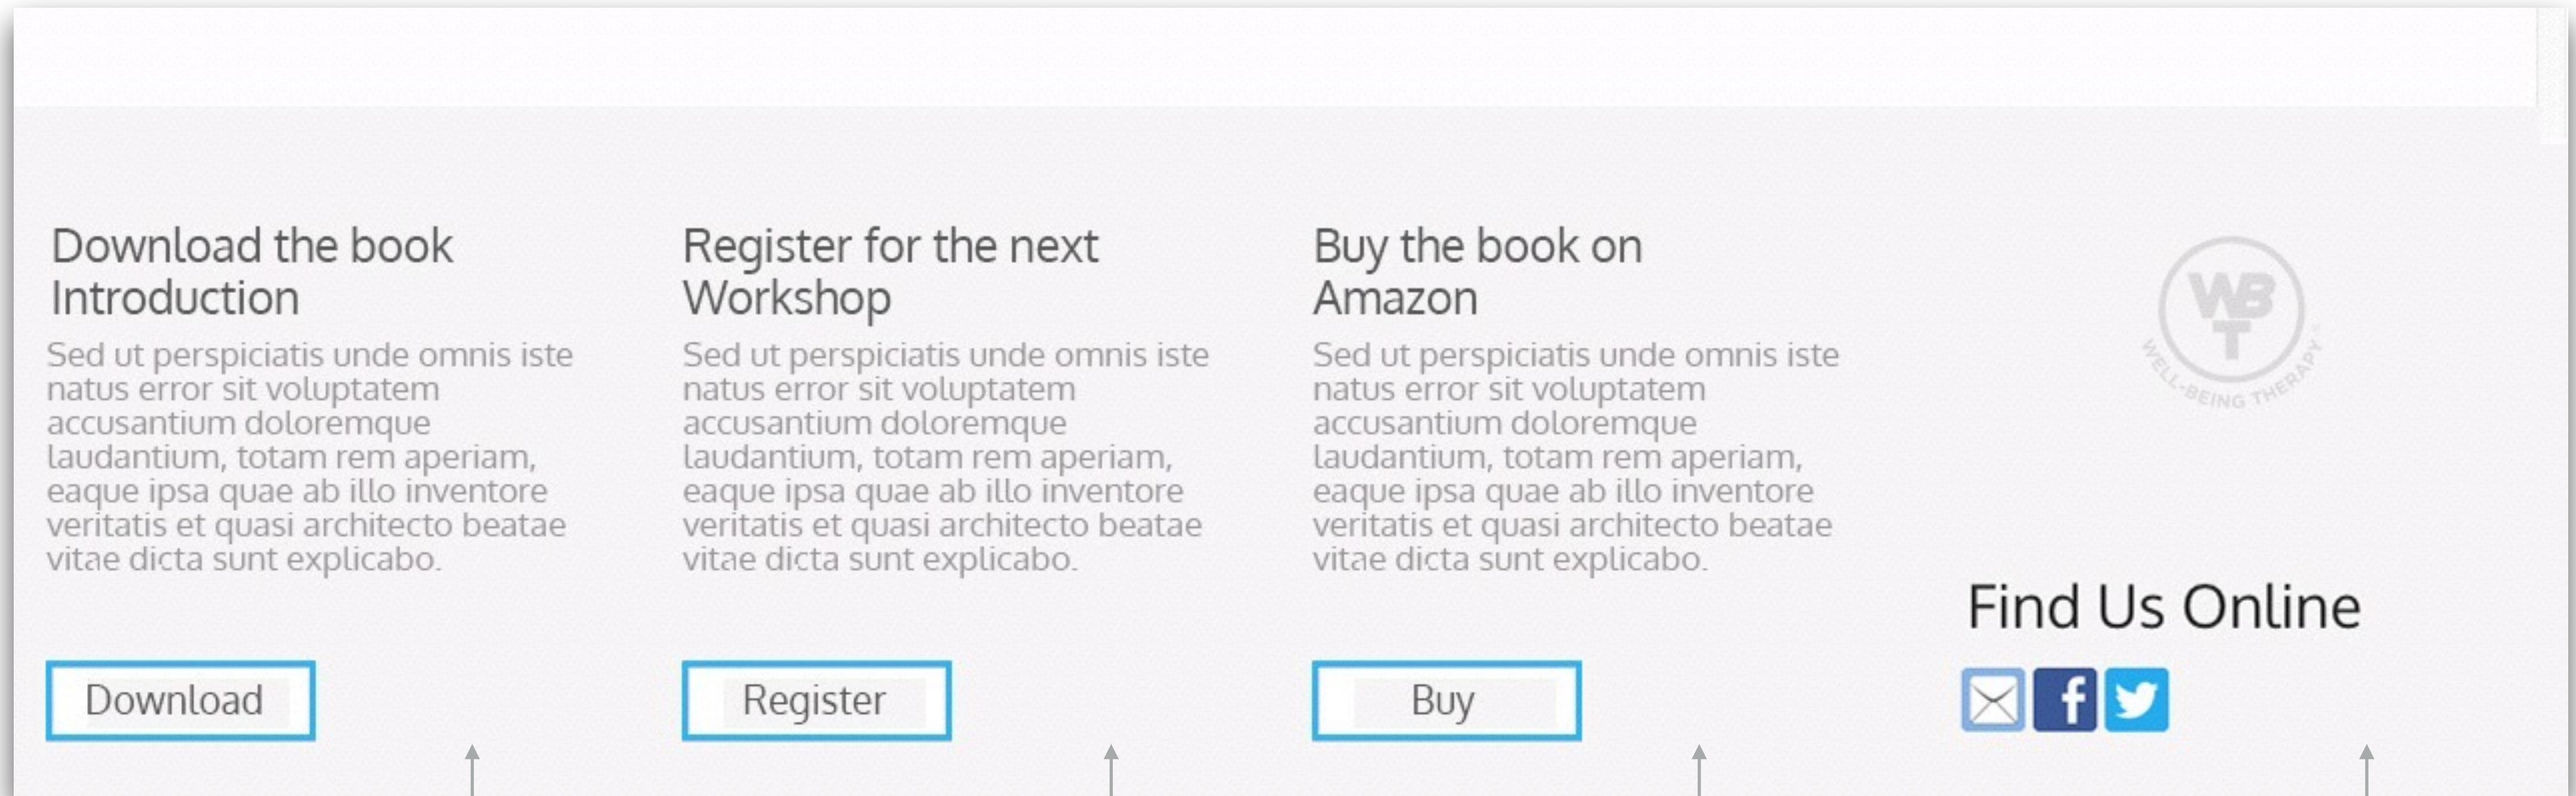 Download the book
Introduction
Sed ut perspiciatis unde omnis iste
natus error sit voluptatem
accusantium doloremque
laudantium, totam rem aperiam,
eaque ipsa quae ab illo inventore
veritatis et quasi architecto beatae
vitae dicta sunt explicabo.
Download
Register for the next
Workshop
Sed ut perspiciatis unde omnis iste
natus error sit voluptatem
accusantium doloremque
laudantium, totam rem aperiam,
eaque ipsa quae ab illo inventore
veritatis et quasi architecto beatae
vitae dicta sunt explicabo.
Register
Buy the book on
Amazon
Sed ut perspiciatis unde omnis iste
natus error sit voluptatem
accusantium doloremque
laudantium, totam rem aperiam,
eaque ipsa quae ab illo inventore
veritatis et quasi architecto beatae
vitae dicta sunt explicabo.
Buy
WB
T
WELL-BEING THERAPY
Find Us Online
f